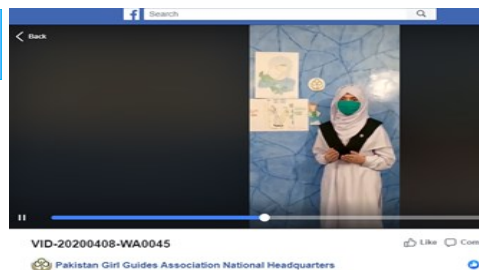 Search
Back
VID-20200408-WA0045
Like Com
Pakistan Girl Guides Association National Headquarters